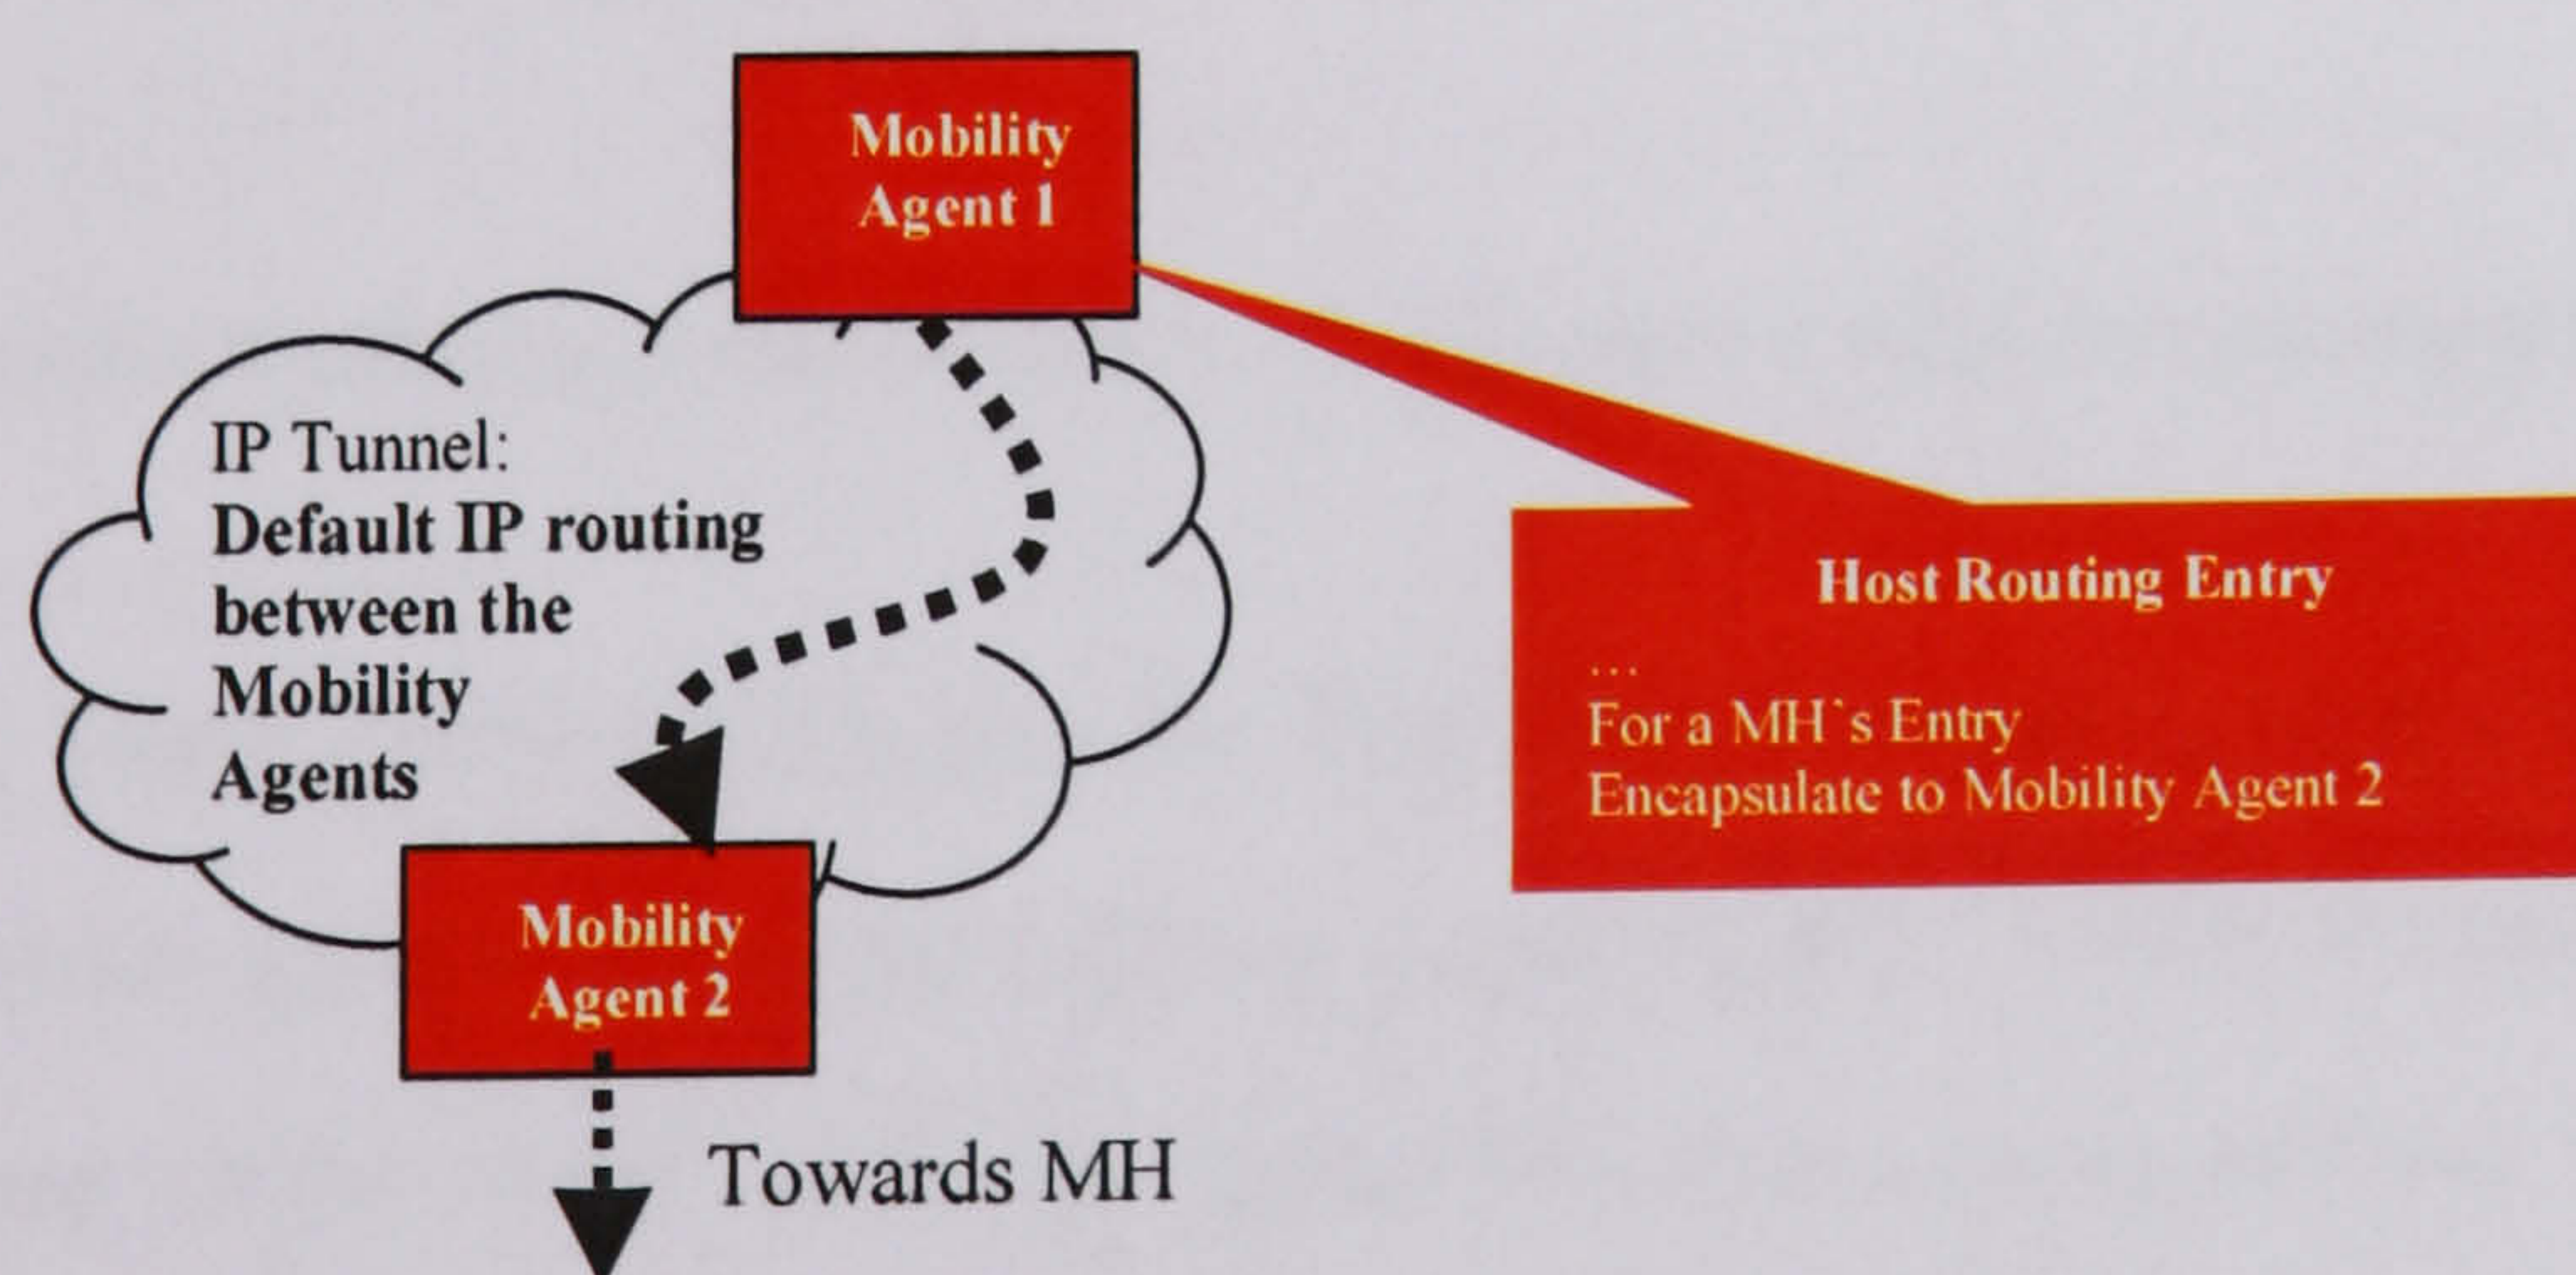 Mobility
Agent 1
IP Tunnel:
Default IP routing
between the
Mobility
Agents
Host Routing Entry
...
For a MH`s Entry
Encapsulate to Mobility Agent 2
Mobility
Agent 2
Towards MH